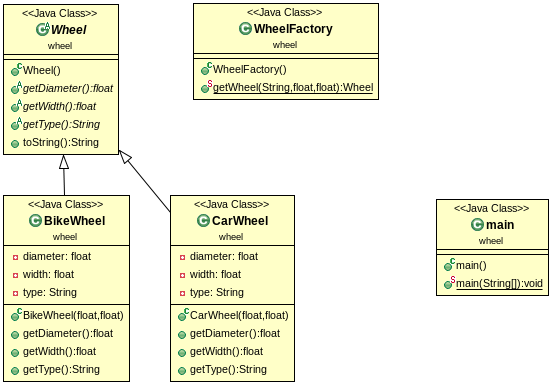 <<Java Class>>
Wheel
wheel
Wheel()
getDiameter():float
getWidth():float
getType():String
toString():String
<<Java Class>>
WheelFactory
wheel
WheelFactory()
getWheel(String,float,float):Wheel
<<Java Class>>
BikeWheel
wheel
diameter: float
width: float
type: String
BikeWheel(float,float)
getDiameter():float
getWidth():float
getType():String
<<Java Class>>
CarWheel
wheel
diameter: float
width: float
type: String
CarWheel(float,float)
getDiameter():float
getWidth():float
getType():String
<<Java Class>>
main
wheel
main()
main(String[]):void